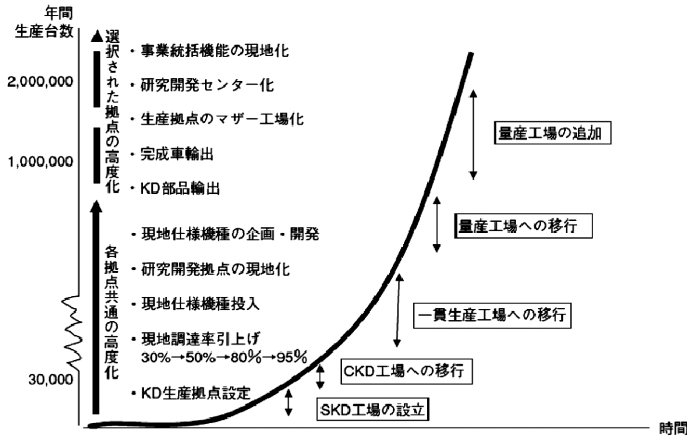 年間
生産台数
2,000,000
1,000,000
30,000
選択された拠点の高度化
各拠点共通の高度化
・事業統括機能の現地化
・研究開発センター化
・生産拠点のマザー工場化
・完成車輸出
・KD部品輸出
・現地仕様機種の企画・開発
・研究開発拠点の現地化
・現地仕様機種投入
・現地調達率引上げ
30%→50%→80%→95%
・KD生産拠点設定
量産工場の追加
量産工場への移行
一貫生産工場への移行
CKD工場への移行
SKD工場の設立
時間